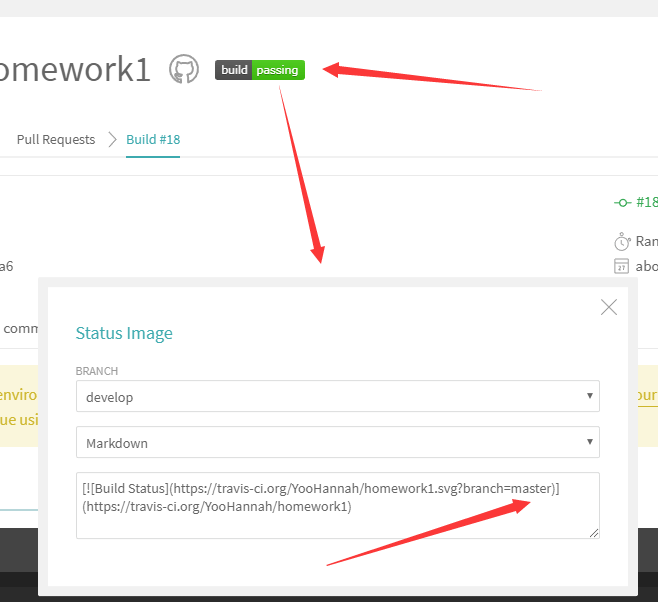 omework1 build passing
Pull Requests Build #18
#18
Ran
a6 abo
comm
Status Image
BRANCH
enviro our
develop
ue usi
Markdown
[![Build Status](https://travis-ci.org/YooHannah/homework1.svg?branch=master)]
(https://travis-ci.org/YooHannah/homework1)